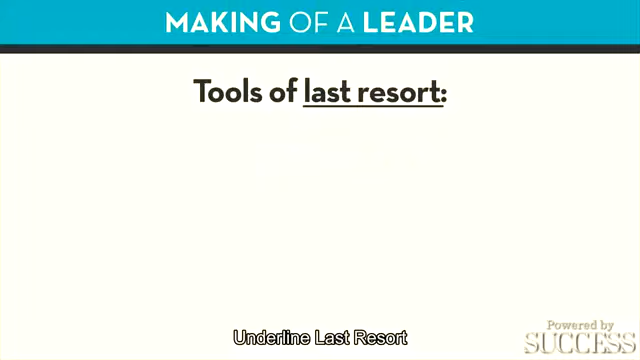 MAKING OF A LEADER
Tools of last resort:
Underline Last Resort
Powered by
SUCCESS